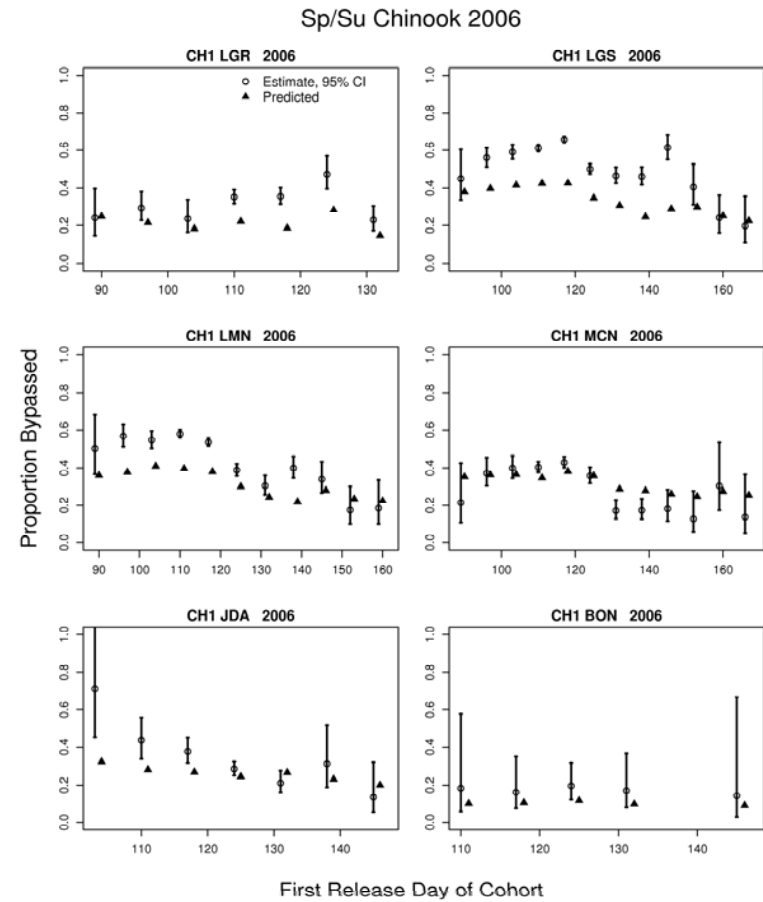 Sp/Su Chinook 2006
CH1 LGR 2006
Estimate, 95% CI
Predicted
0.0 0.2 0.4 0.6 0.8 1.0
90 100 110 120 130
CH1 LGS 2006
0.0 0.2 0.4 0.6 0.8 1.0
100 120 140 160
Proportion Bypassed
CH1 LMN 2006
0.0 0.2 0.4 0.6 0.8 1.0
90 100 110 120 130 140 150 160
CH1 MCN 2006
0.0 0.2 0.4 0.6 0.8 1.0
100 120 140 160
CH1 JDA 2006
0.0 0.2 0.4 0.6 0.8 1.0
110 120 130 140
CH1 BON 2006
0.0 0.2 0.4 0.6 0.8 1.0
110 120 130 140
First Release Day of Cohort